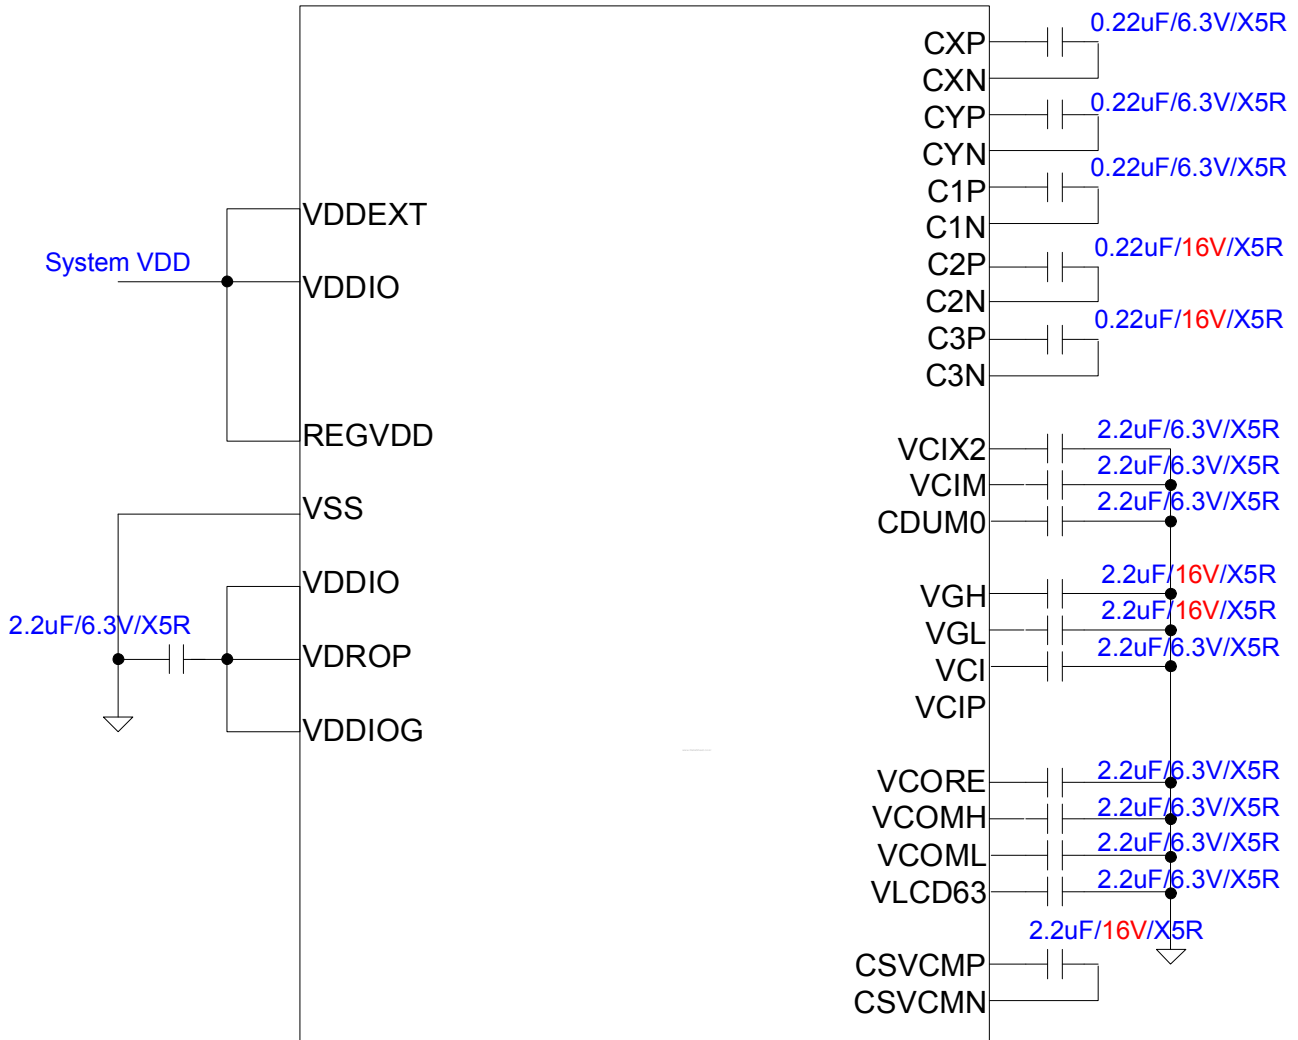 0.22uF/6.3V/X5R
CXP
CXN
0.22uF/6.3V/X5R
CYP
CYN
0.22uF/6.3V/X5R
C1P
C1N
0.22uF/16V/X5R
C2P
C2N
0.22uF/16V/X5R
C3P
C3N
VDDEXT
System VDD
VDDIO
REGVDD
VSS
VDDIO
2.2uF/6.3V/X5R
VDROP
VDDIOG
2.2uF/6.3V/X5R
VCIX2
2.2uF/6.3V/X5R
VCIM
2.2uF/6.3V/X5R
CDUM0
2.2uF/16V/X5R
VGH
2.2uF/16V/X5R
VGL
2.2uF/6.3V/X5R
VCI
VCIP
2.2uF/6.3V/X5R
VCORE
2.2uF/6.3V/X5R
VCOMH
2.2uF/6.3V/X5R
VCOML
2.2uF/6.3V/X5R
VLCD63
2.2uF/16V/X5R
CSVCMP
CSVCMN